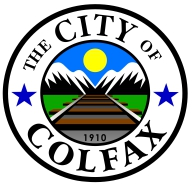 THE CITY OF
1910
COLFAX